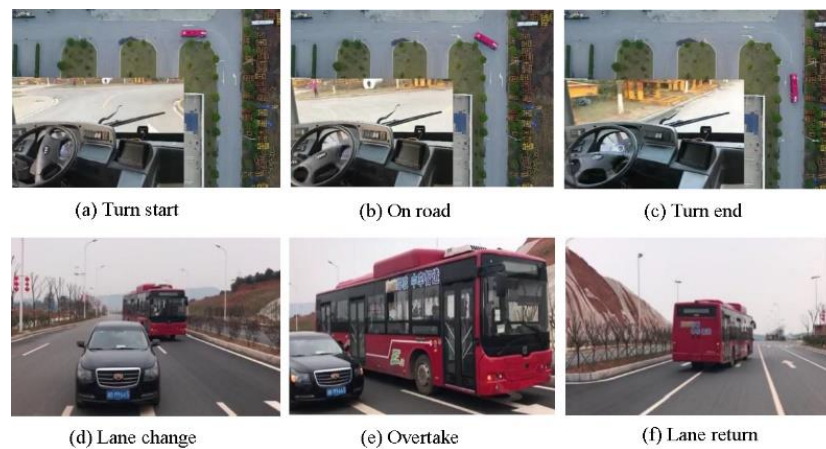 (a) Turn start
(b) On road
(c) Turn end
(d) Lane change
(e) Overtake
(f) Lane return